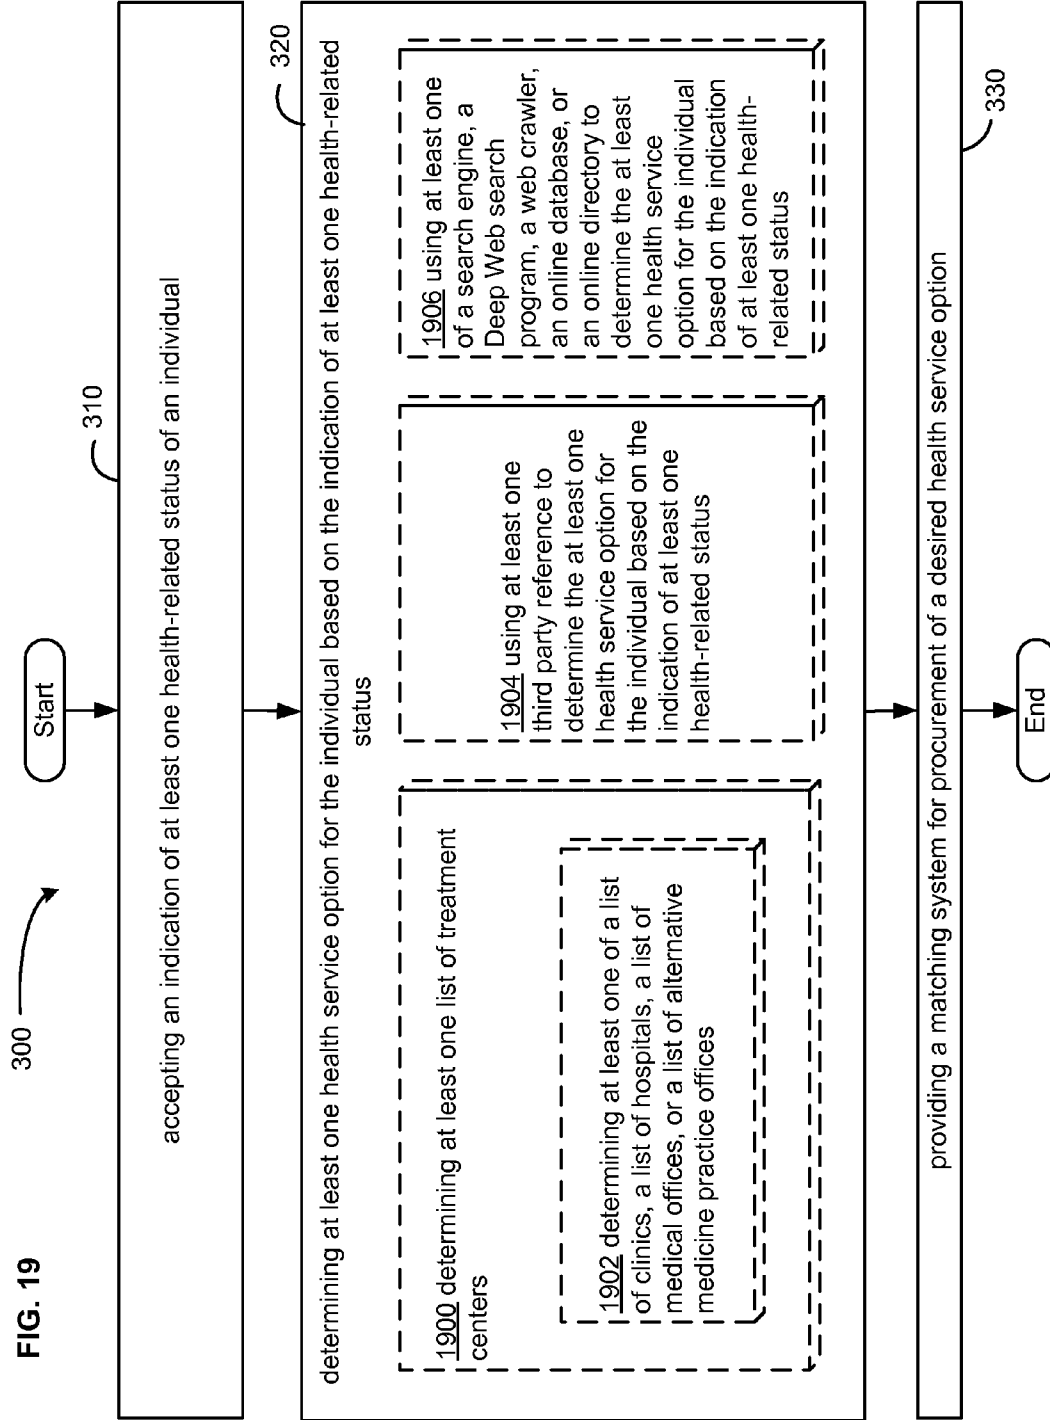 FIG. 19
300
Start
310
accepting an indication of at least one health-related status of an individual
320
determining at least one health service option for the individual based on the indication of at least one health-related
status
1900 determining at least one list of treatment
centers
1902 determining at least one of a list
of clinics, a list of hospitals, a list of
medical offices, or a list of alternative
medicine practice offices
1904 using at least one
third party reference to
determine the at least one
health service option for
the individual based on the
indication of at least one
health-related status
1906 using at least one
of a search engine, a
Deep Web search
program, a web crawler,
an online database, or
an online directory to
determine the at least
one health service
option for the individual
based on the indication
of at least one health-
related status
330
providing a matching system for procurement of a desired health service option
End